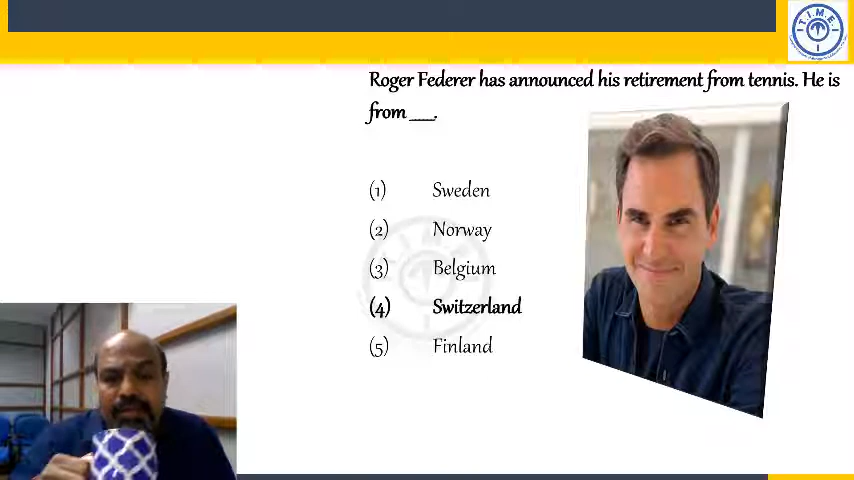 T.I.M.E.
Roger Federer has announced his retirement from tennis. He is
from ___.
(1) Sweden
(2) Norway
(3) Belgium
(4) Switzerland
(5) Finland